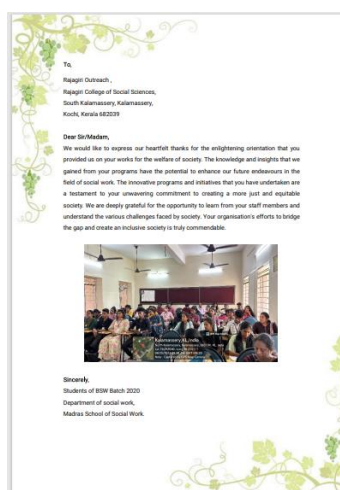 To,
Rajagiri Outreach ,
Rajagiri College of Social Sciences,
South Kalamassery, Kalamassery,
Kochi, Kerala 682039
Dear Sir/Madam,
We would like to express our heartfelt thanks for the enlightening orientation that you
provided us on your works for the welfare of society. The knowledge and insights that we
gained from your programs have the potential to enhance our future endeavours in the
field of social work. The innovative programs and initiatives that you have undertaken are
a testament to your unwavering commitment to creating a more just and equitable
society. We are deeply grateful for the opportunity to learn from your staff members and
understand the various challenges faced by society. Your organisation's efforts to bridge
the gap and create an inclusive society is truly commendable.
Kalamassery, KL, India
Sincerely,
Students of BSW Batch 2020
Department of social work,
Madras School of Social Work.